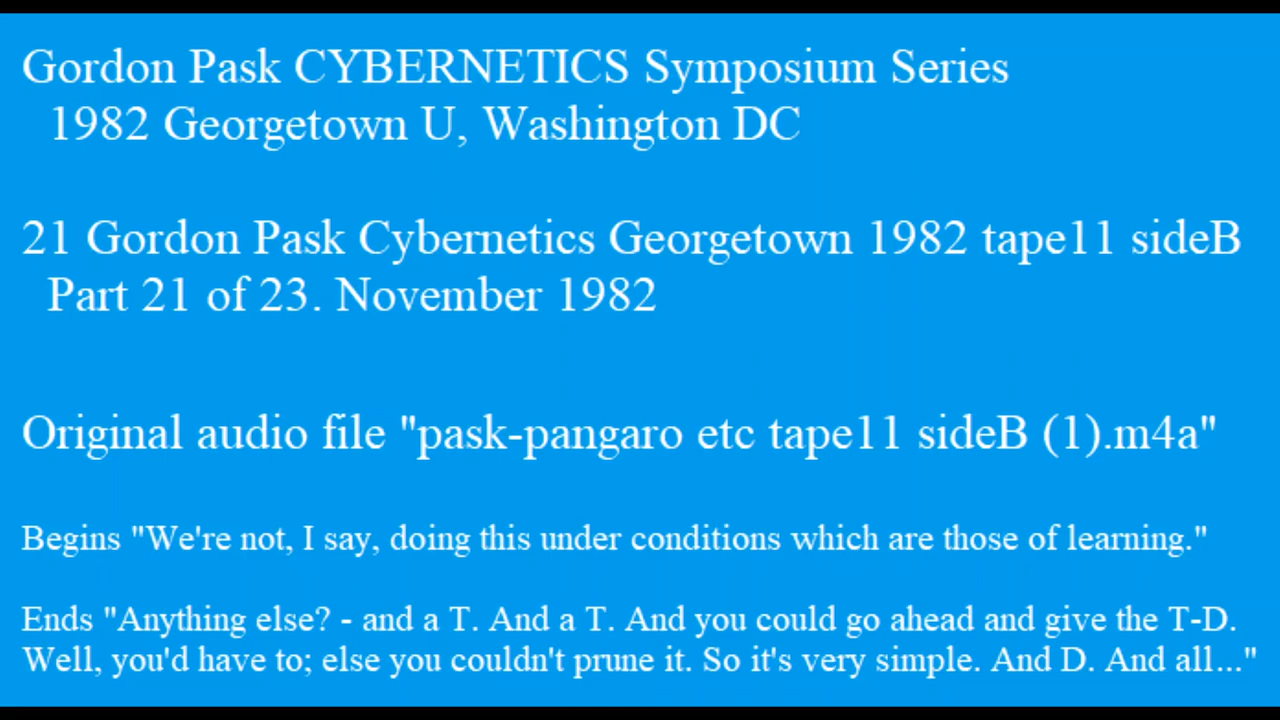 Gordon Pask CYBERNETICS Symposium Series
1982 Georgetown U, Washington DC
21 Gordon Pask Cybernetics Georgetown 1982 tape11 sideB
Part 21 of 23. November 1982
Original audio file "pask-pangaro etc tape11 sideB (1).m4a"
Begins "We're not, I say, doing this under conditions which are those of learning."
Ends "Anything else? - and a T. And a T. And you could go ahead and give the T-D.
Well, you'd have to; else you couldn't prune it. So it's very simple. And D. And all..."